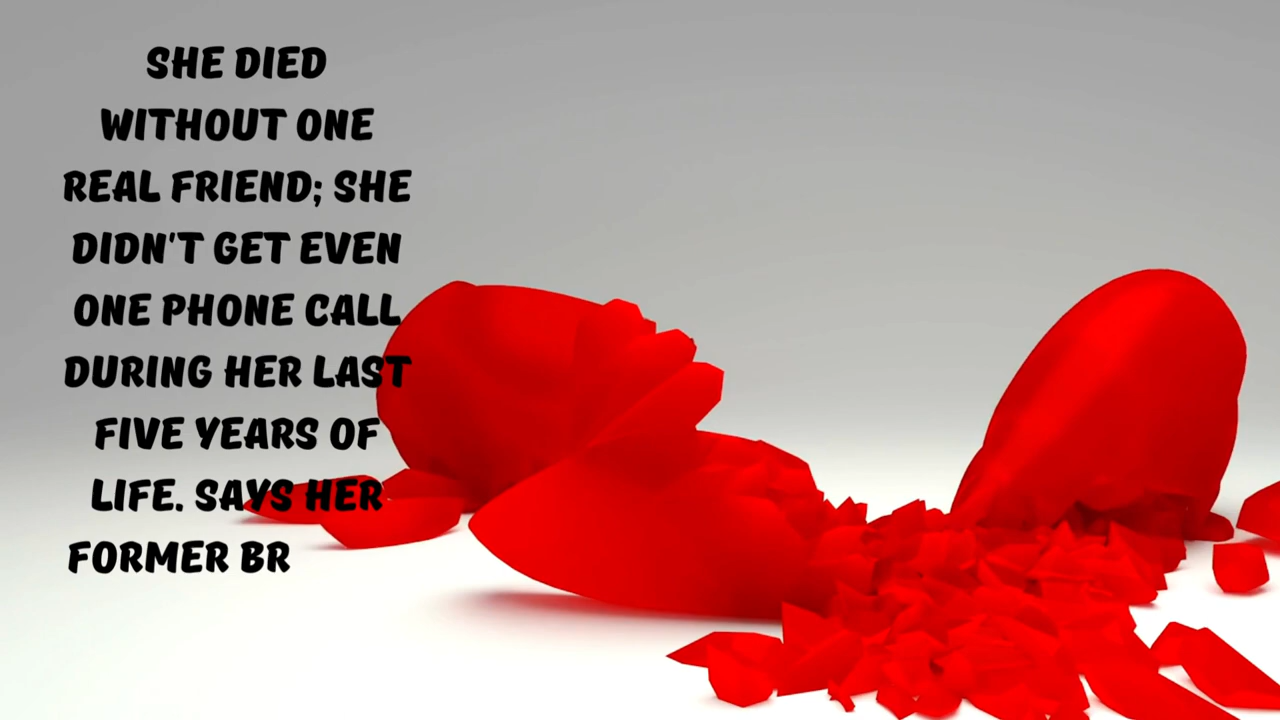 SHE DIED
WITHOUT ONE
REAL FRIEND; SHE
DIDN'T GET EVEN
ONE PHONE CALL
DURING HER LAST
FIVE YEARS OF
LIFE. SAYS HER
FORMER BR